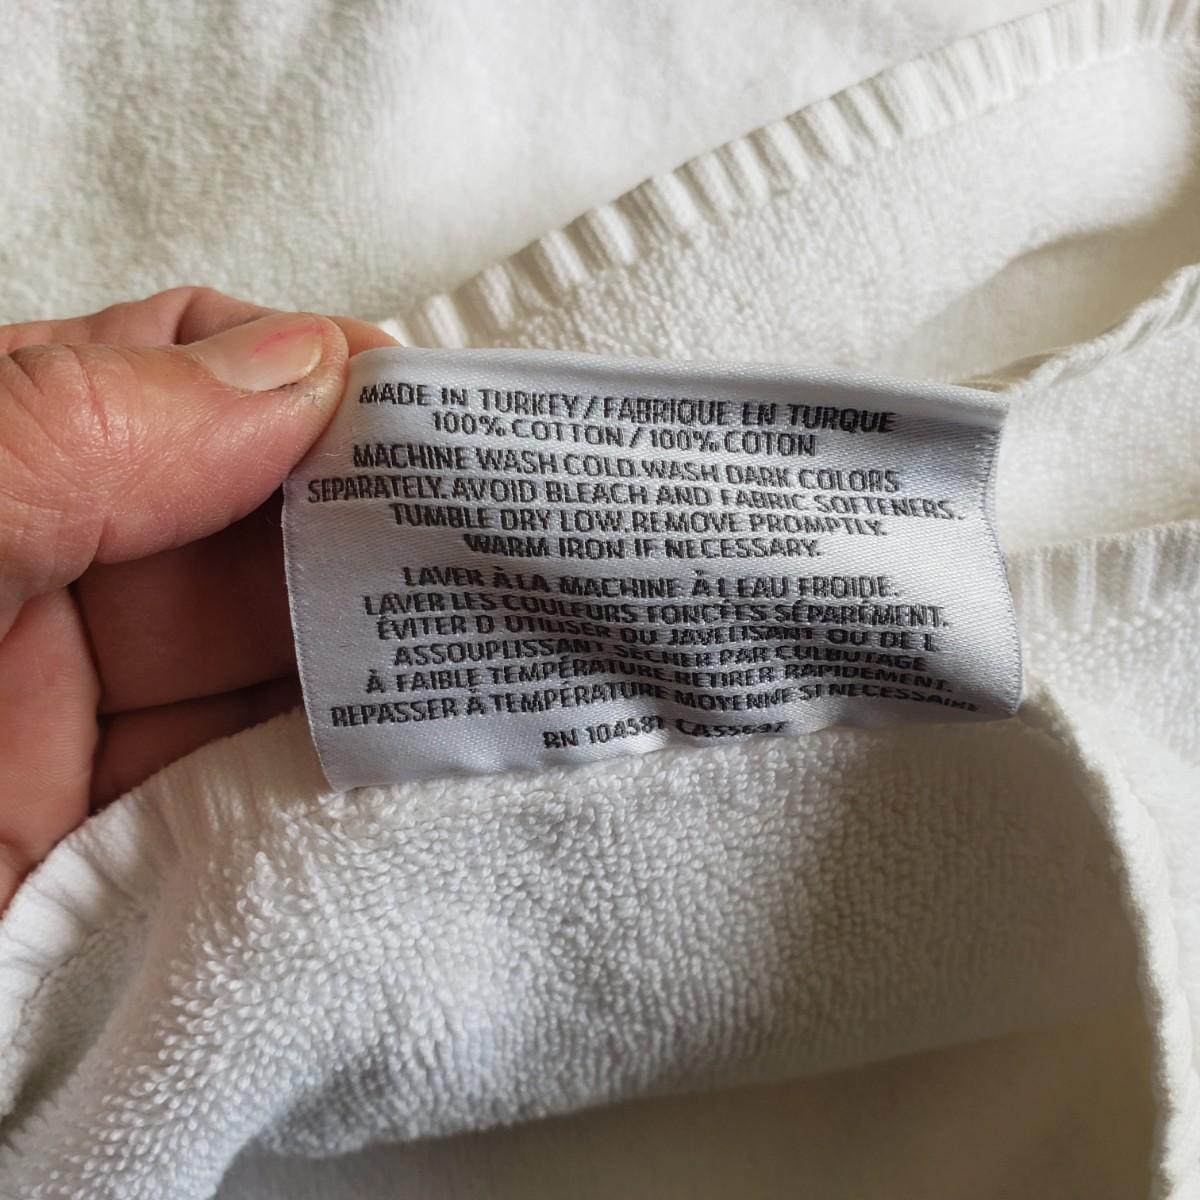 MADE IN TURKEY/FABRIQUE EN TURQUE
100% COTTON/100% COTON
MACHINE WASH COLD.WASH DARK COLORS
SEPARATELY.AVOID BLEACH AND FABRIC SOFTENERS.
TUMBLE DRY LOW.REMOVE PROMPTLY.
WARM IRON IF NECESSARY.
LAVER À LA MACHINE À L EAU FROIDE.
LAVER LES COULEURS FONCÉES SÉPARÉMENT.
ÉVITER D UTILISER DU JAVELISANT OU DE L
ASSOUPLISSANT SECHER PAR CULBUTAGE
À FAIBLE TEMPÉRATURE.RETIRER RAPIDEMENT.
REPASSER À TEMPÉRATURE MOYENNE SI NECESSAIRE
RN 104581